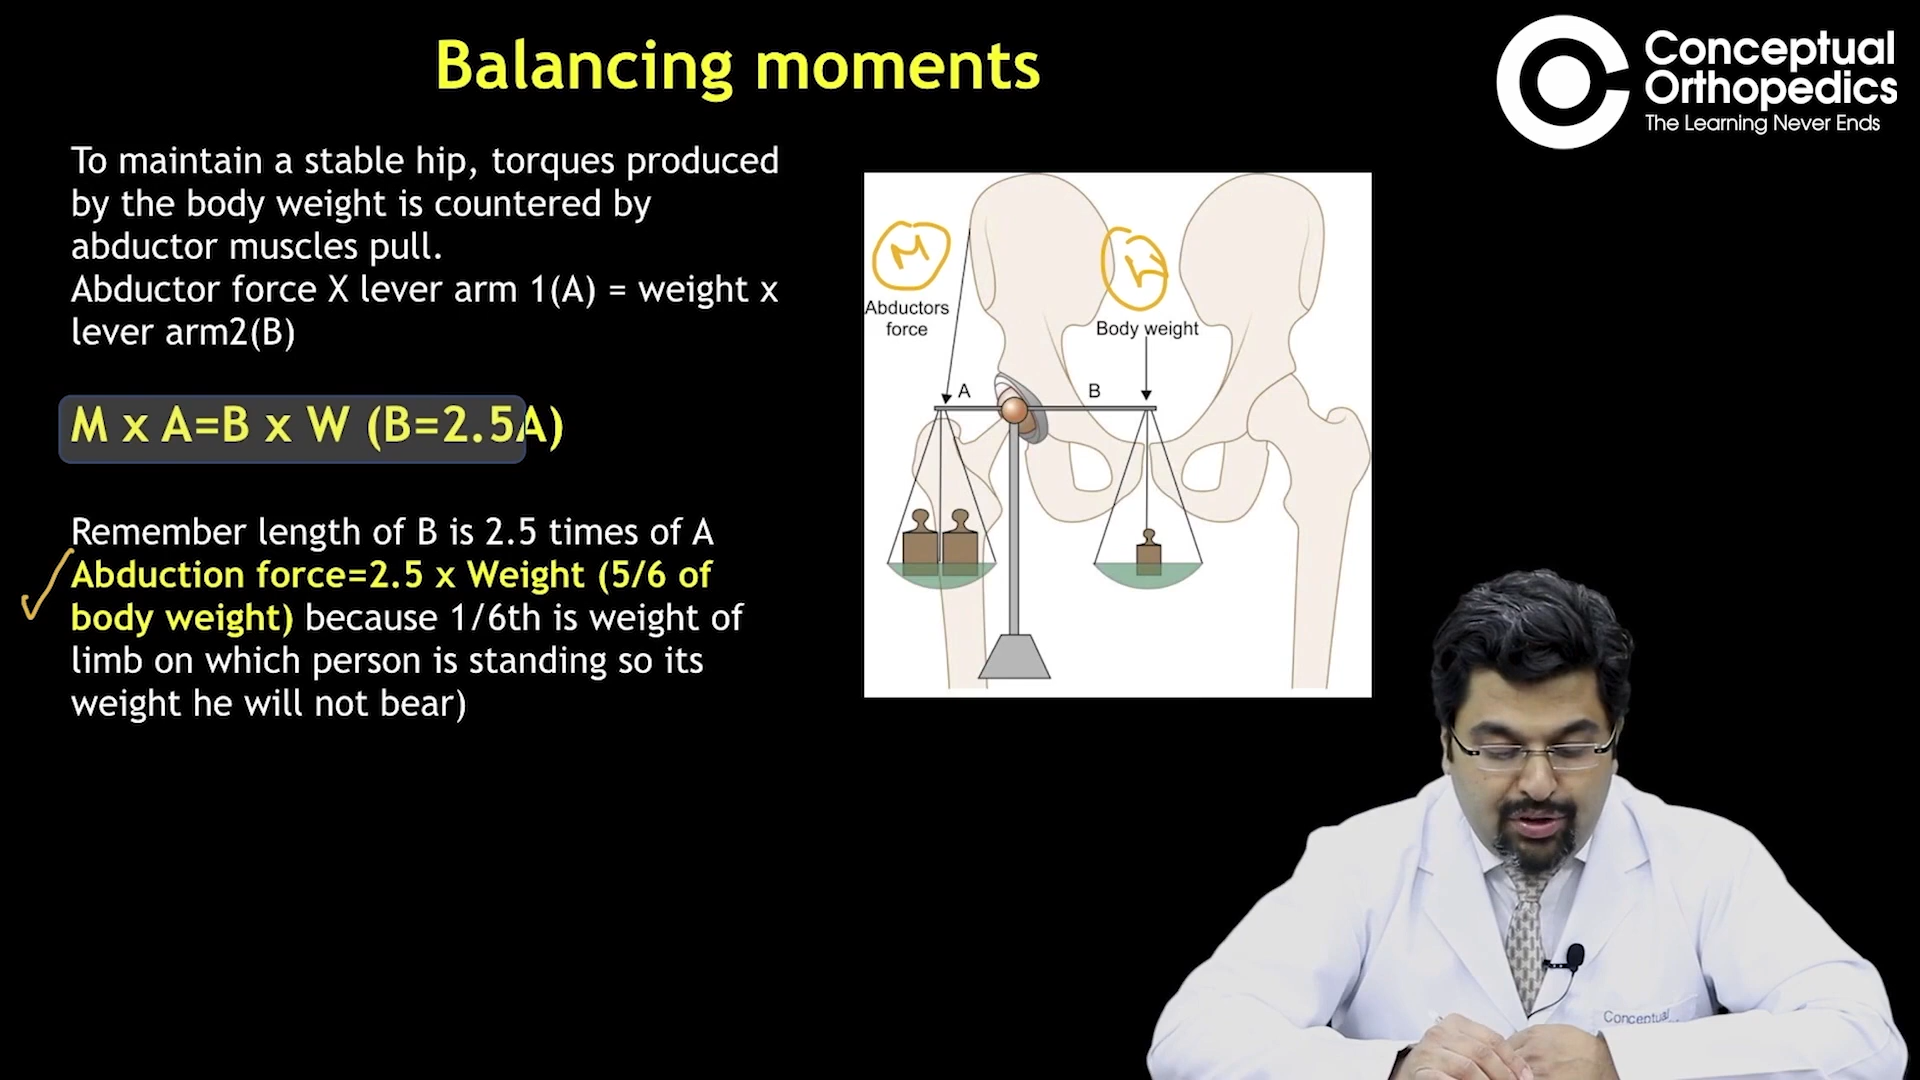 Balancing moments
Conceptual
Orthopedics
The Learning Never Ends
To maintain a stable hip, torques produced
by the body weight is countered by
abductor muscles pull.
Abductor force X lever arm 1(A) = weight x
lever arm2(B)
M x A=B x W (B=2.5A)
Remember length of B is 2.5 times of A
Abduction force=2.5 x Weight (5/6 of
body weight) because 1/6th is weight of
limb on which person is standing so its
weight he will not bear)
M
Abductors
force
Body weight
A
B
Conceptual